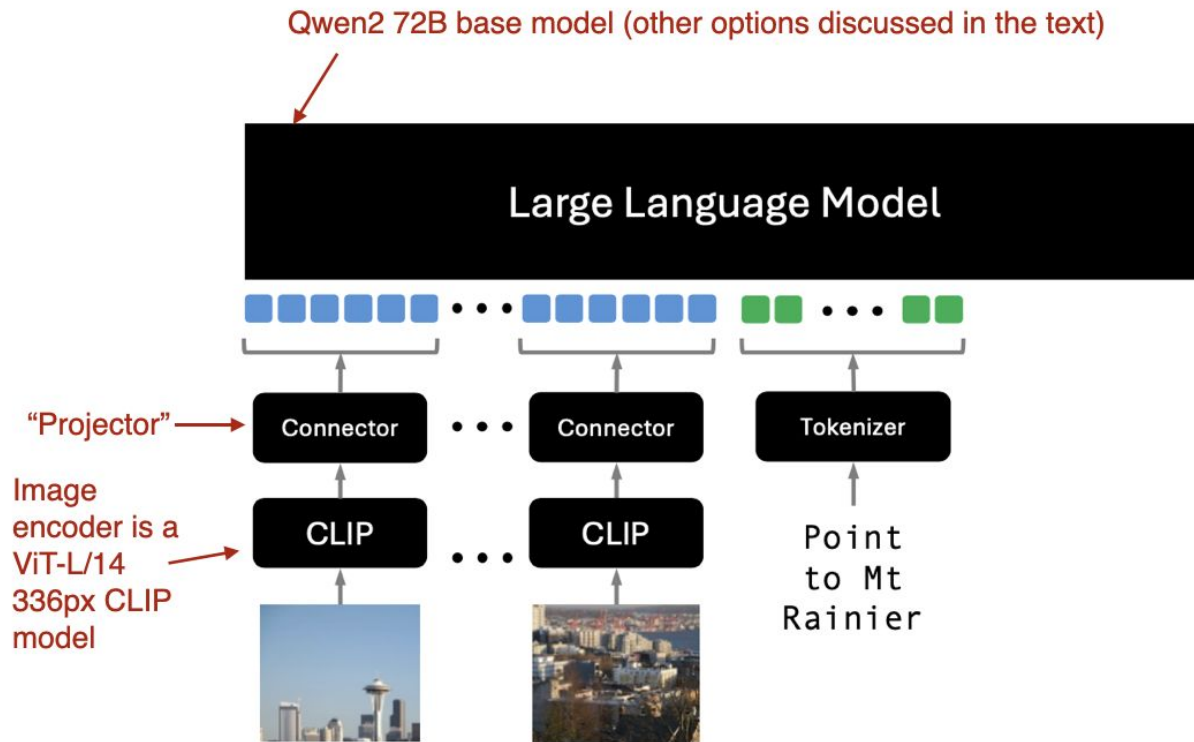 Qwen2 72B base model (other options discussed in the text)
Large Language Model
“Projector”
Connector
Connector
Tokenizer
Image
encoder is a
ViT-L/14
336px CLIP
model
CLIP
CLIP
Point
to Mt
Rainier